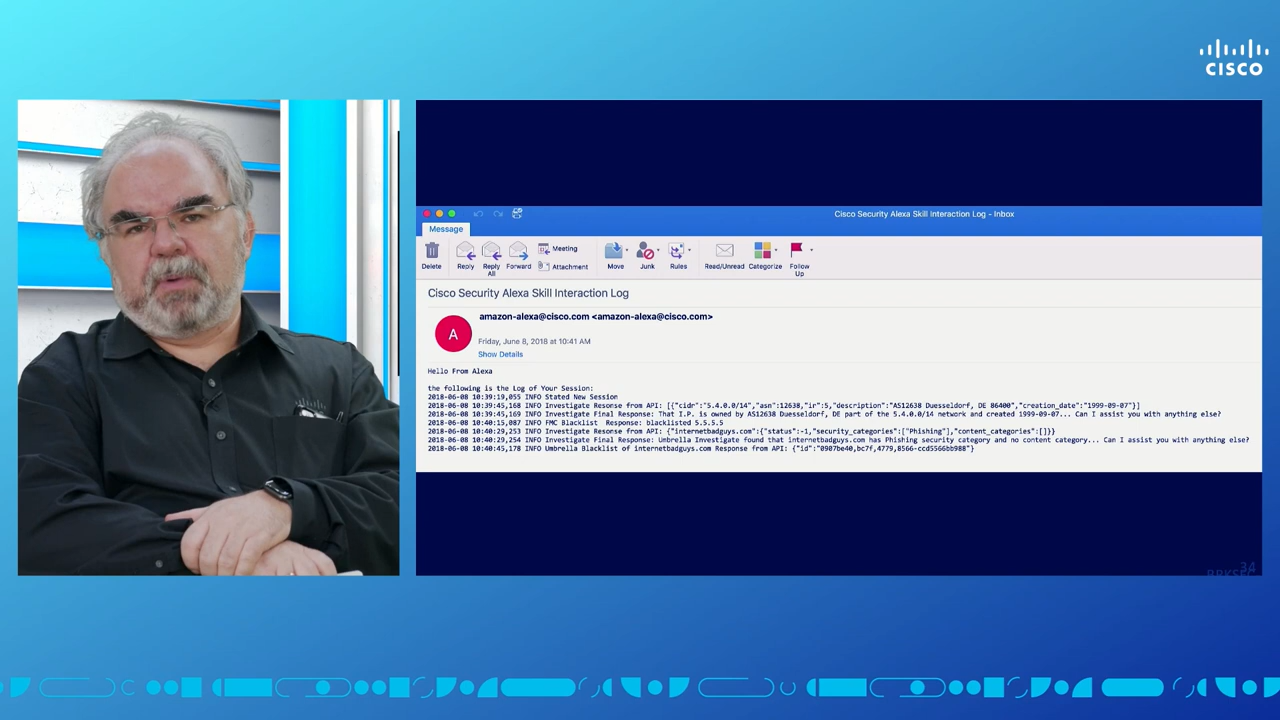 CISCO
Cisco Security Alexa Skill Interaction Log - Inbox
Message
Delete
Reply
Reply All
Forward
Meeting
Attachment
Move
Junk
Rules
Read/Unread
Categorize
Follow Up
Cisco Security Alexa Skill Interaction Log
A
amazon-alexa@cisco.com <amazon-alexa@cisco.com>
Friday, June 8, 2018 at 10:41 AM
Show Details
Hello From Alexa
the following is the Log of Your Session:
2018-06-08 10:39:19,055 INFO Stated New Session
2018-06-08 10:39:45,168 INFO Investigate Resonse from API: [{"cidr":"5.4.0.0/14","asn":12638,"ir":5,"description":"AS12638 Duesseldorf, DE 86400","creation_date":"1999-09-07"}]
2018-06-08 10:39:45,169 INFO Investigate Final Response: That I.P. is owned by AS12638 Duesseldorf, DE part of the 5.4.0.0/14 network and created 1999-09-07... Can I assist you with anything else?
2018-06-08 10:40:15,087 INFO FMC Blacklist  Response: blacklisted 5.5.5.5
2018-06-08 10:40:29,253 INFO Investigate Resonse from API: {"internetbadguys.com":{"status":-1,"security_categories":["Phishing"],"content_categories":[]}}
2018-06-08 10:40:29,254 INFO Investigate Final Response: Umbrella Investigate found that internetbadguys.com has Phishing security category and no content category... Can I assist you with anything else?
2018-06-08 10:40:45,178 INFO Umbrella Blacklist of internetbadguys.com Response from API: {"id":"0907be40,bc7f,4779,8566-ccd5566bb988"}
34